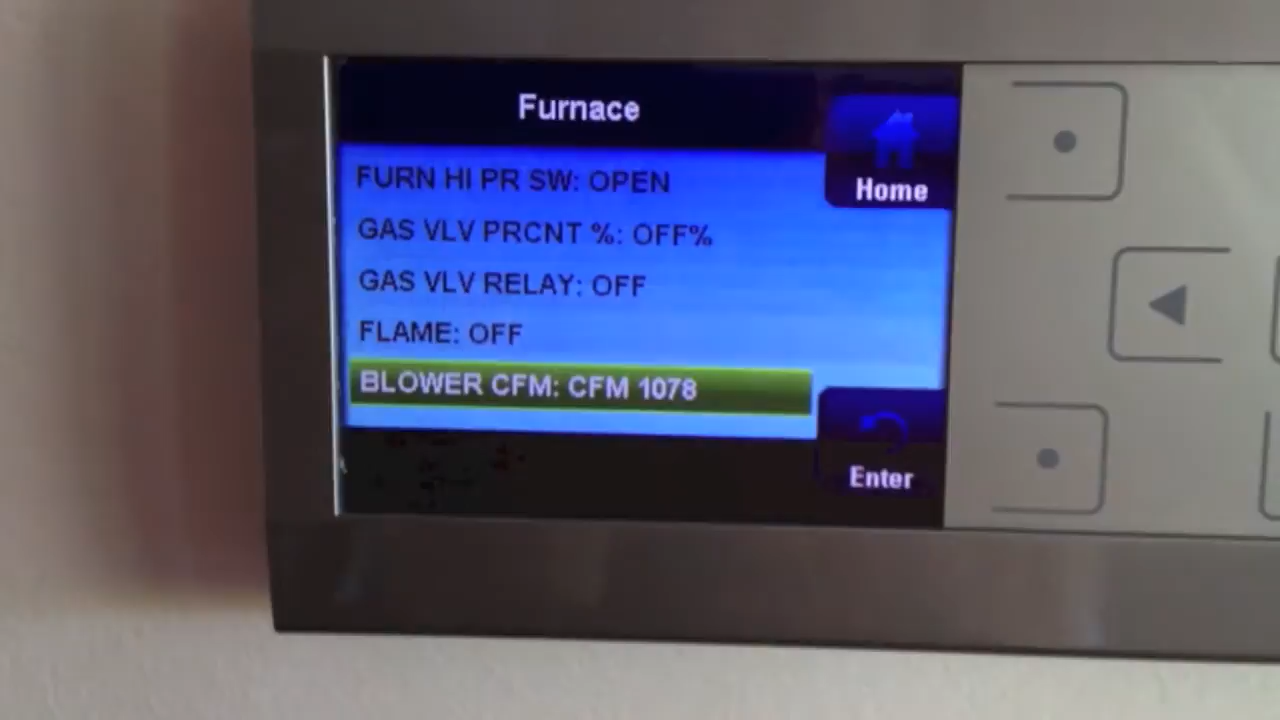 Furnace
Home
FURN HI PR SW: OPEN
GAS VLV PRCNT %: OFF%
GAS VLV RELAY: OFF
FLAME: OFF
BLOWER CFM: CFM 1078
Enter